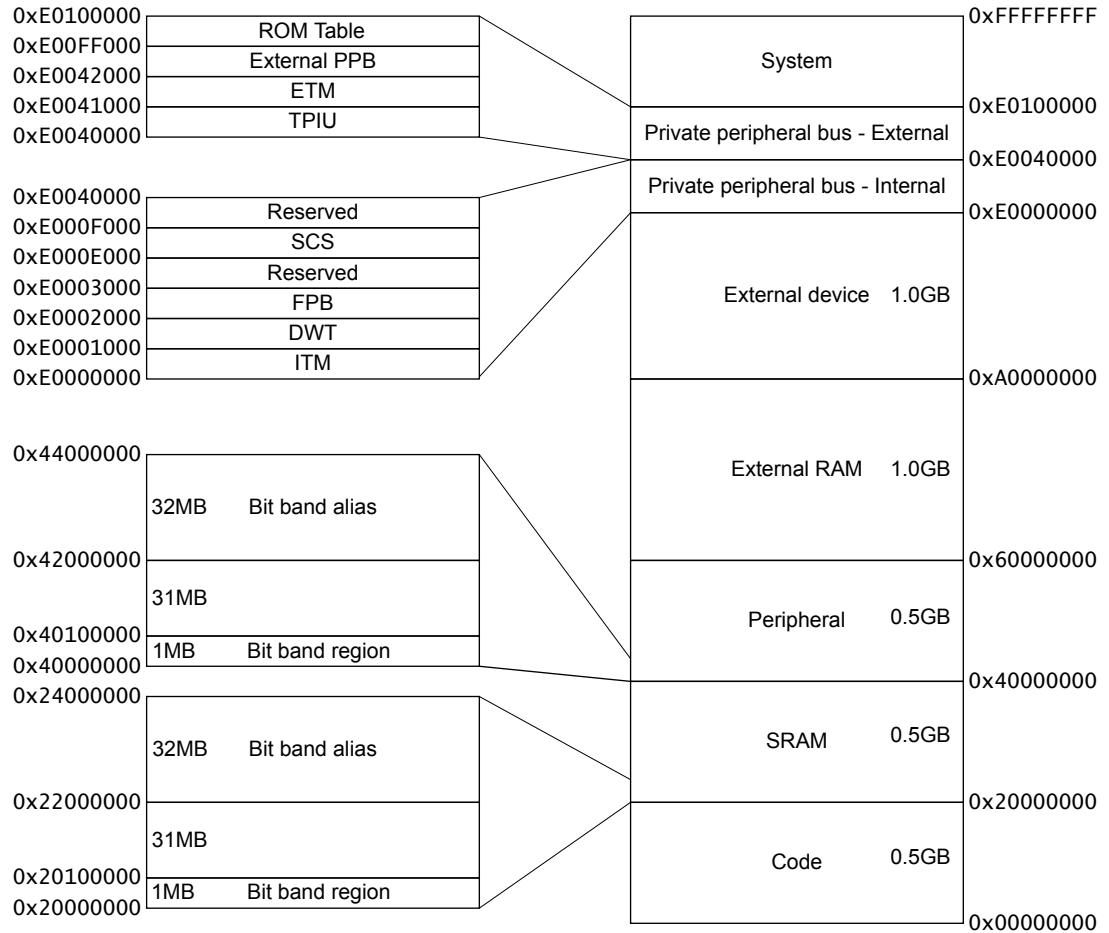 0xE0100000
ROM Table
0xE00FF000
External PPB
0xE0042000
ETM
0xE0041000
TPIU
0xE0040000
0xE0040000
Reserved
0xE000F000
SCS
0xE000E000
Reserved
0xE0003000
FPB
0xE0002000
DWT
0xE0001000
ITM
0xE0000000
0x44000000
32MB Bit band alias
0x42000000
31MB
0x40100000
1MB Bit band region
0x40000000
0x24000000
32MB Bit band alias
0x22000000
31MB
0x20100000
1MB Bit band region
0x20000000
0xFFFFFFFF
System
0xE0100000
Private peripheral bus - External
0xE0040000
Private peripheral bus - Internal
0xE0000000
External device 1.0GB
0xA0000000
External RAM 1.0GB
0x60000000
Peripheral 0.5GB
0x40000000
SRAM 0.5GB
0x20000000
Code 0.5GB
0x00000000